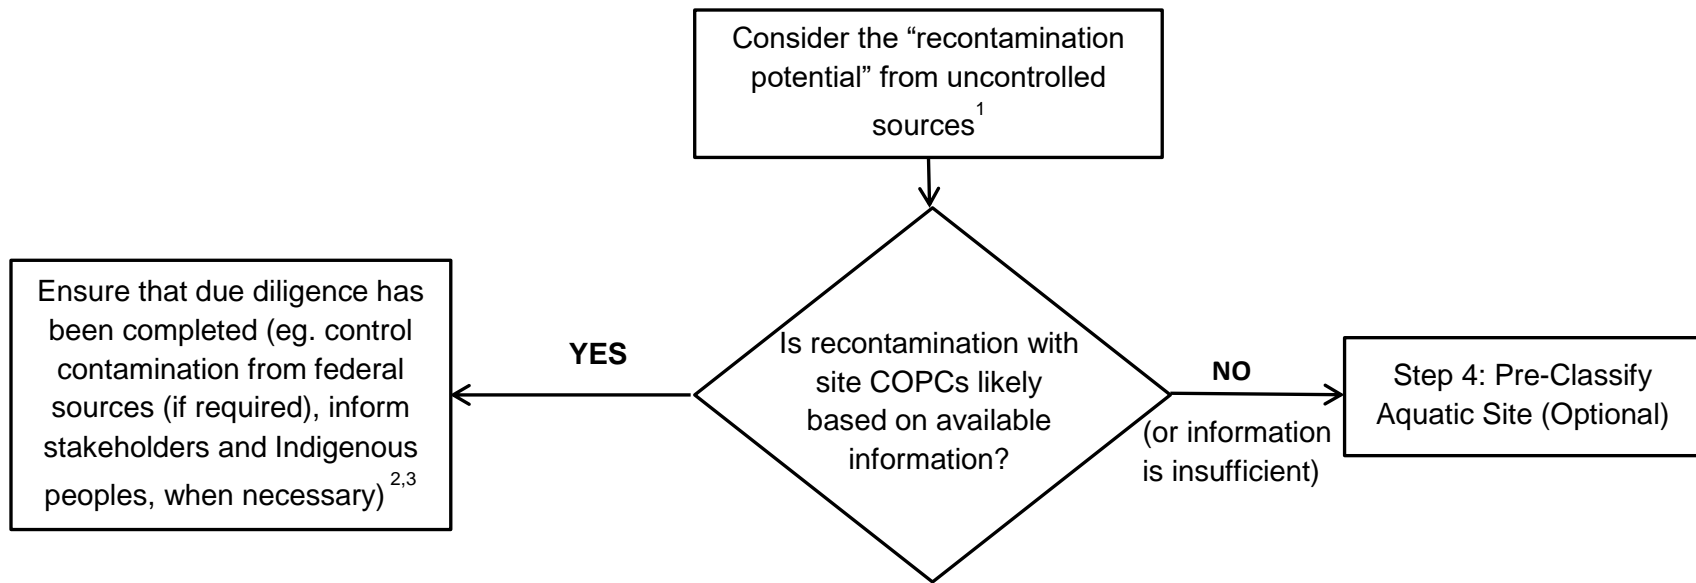 Consider the “recontamination
potential” from uncontrolled
sources1
Ensure that due diligence has
been completed (eg. control
contamination from federal
sources (if required), inform
stakeholders and Indigenous
peoples, when necessary) 2,3
YES
Is recontamination with
site COPCs likely
based on available
information?
NO
(or information
is insufficient)
Step 4: Pre-Classify
Aquatic Site (Optional)